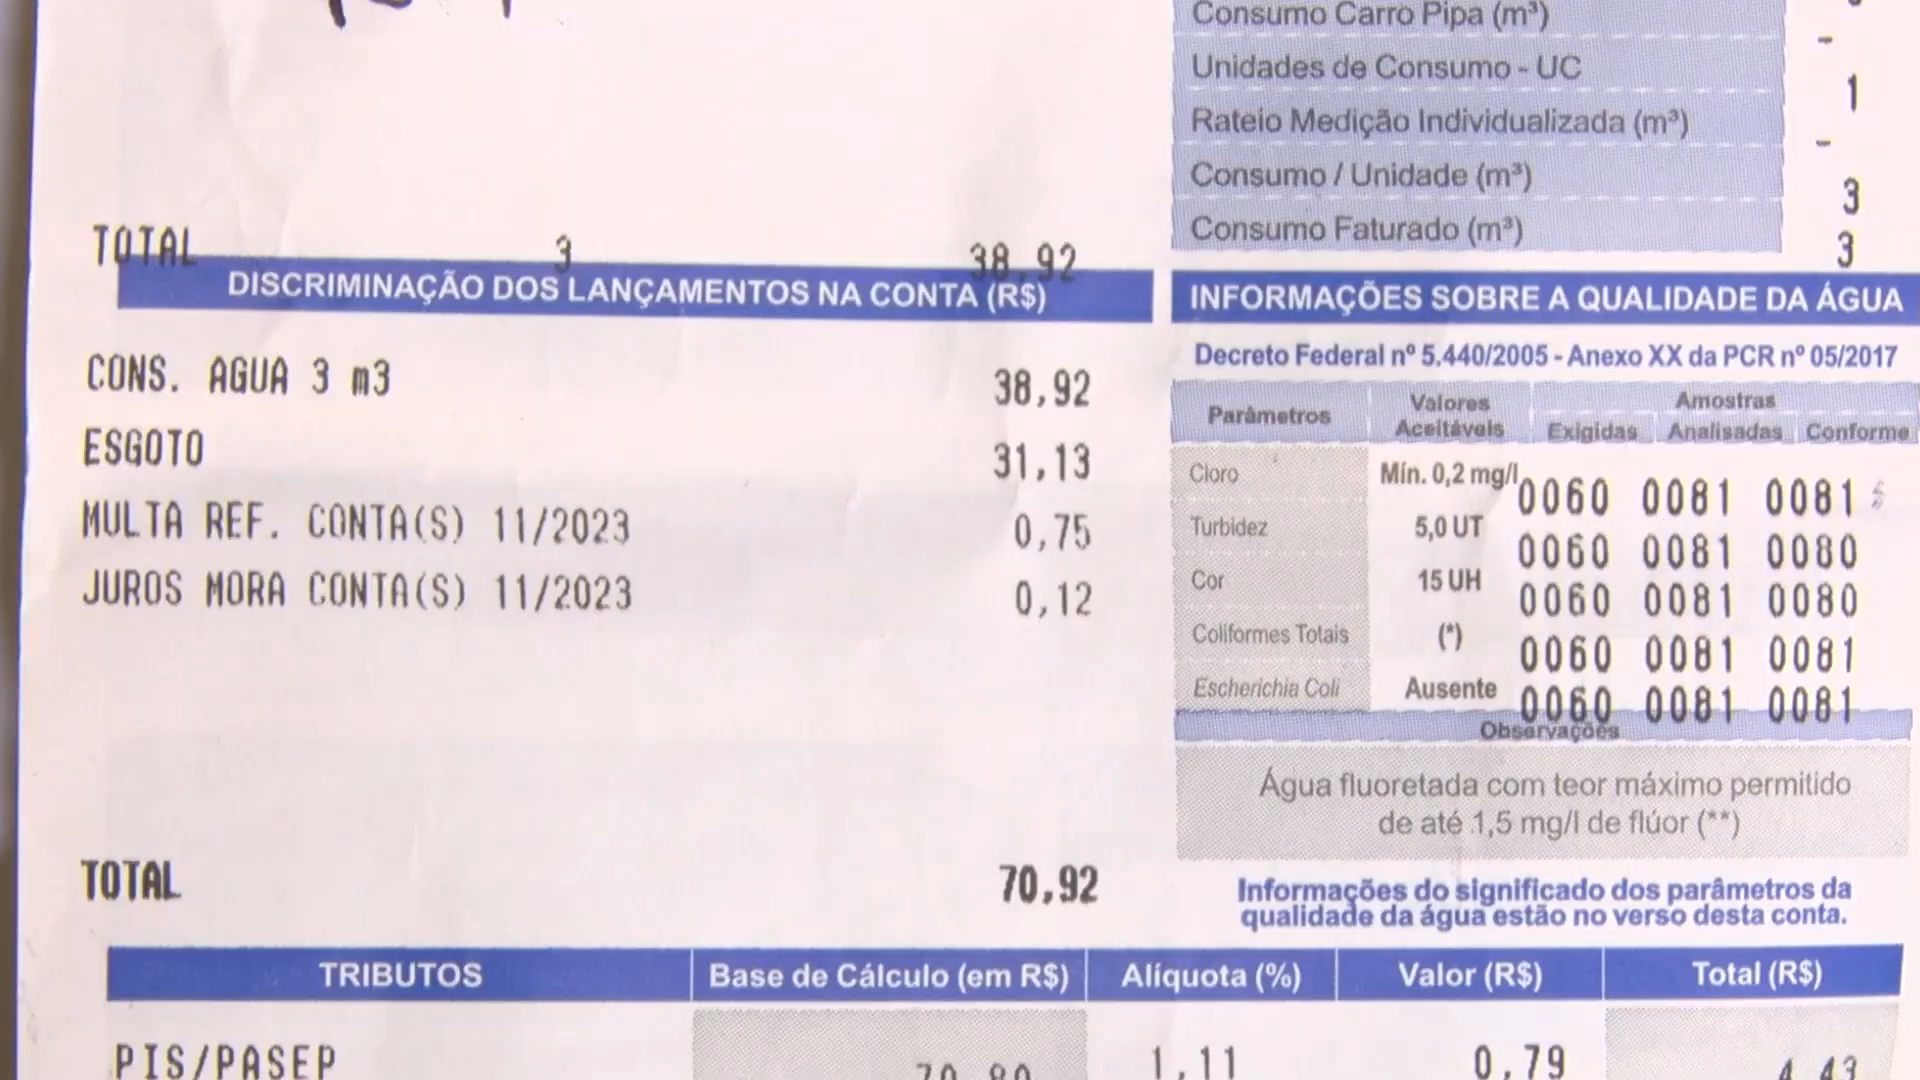 Consumo Carro Pipa (m³) -
Unidades de Consumo - UC 1
Rateio Medição Individualizada (m³) -
Consumo / Unidade (m³) 3
Consumo Faturado (m³) 3
TOTAL 3 38,92
DISCRIMINAÇÃO DOS LANÇAMENTOS NA CONTA (R$)
CONS. AGUA 3 m3 38,92
ESGOTO 31,13
MULTA REF. CONTA(S) 11/2023 0,75
JUROS MORA CONTA(S) 11/2023 0,12
TOTAL 70,92
INFORMAÇÕES SOBRE A QUALIDADE DA ÁGUA
Decreto Federal nº 5.440/2005 - Anexo XX da PCR nº 05/2017
Parâmetros Valores Aceitáveis Amostras
Exigidas Analisadas Conforme
Cloro Mín. 0,2 mg/l 0060 0081 0081
Turbidez 5,0 UT 0060 0081 0080
Cor 15 UH 0060 0081 0080
Coliformes Totais (*) 0060 0081 0081
Escherichia Coli Ausente 0060 0081 0081
Observações
Água fluoretada com teor máximo permitido
de até 1,5 mg/l de flúor (**)
Informações do significado dos parâmetros da
qualidade da água estão no verso desta conta.
TRIBUTOS Base de Cálculo (em R$) Alíquota (%) Valor (R$) Total (R$)
PIS/PASEP 1,11 0,79 4,43